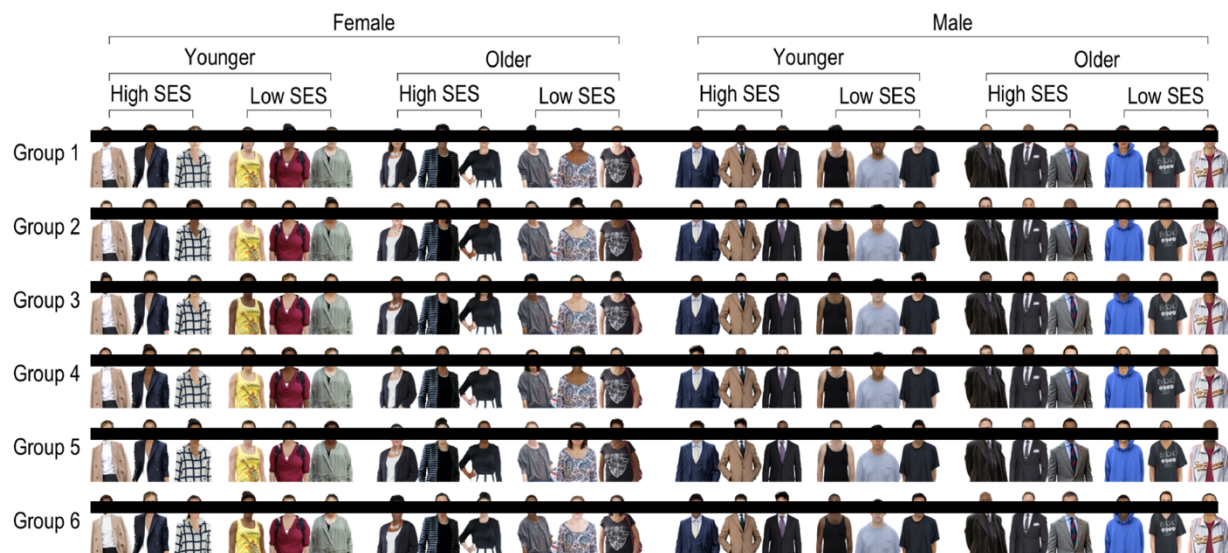 Female Male
Younger Older Younger Older
High SES Low SES High SES Low SES High SES Low SES High SES Low SES
Group 1
Group 2
Group 3
Group 4
Group 5
Group 6